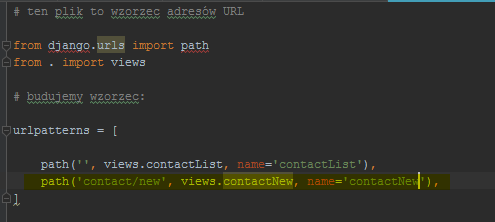 # ten plik to wzorzec adresów URL
from django.urls import path
from . import views
# budujemy wzorzec:
urlpatterns = [
path('', views.contactList, name='contactList'),
path('contact/new', views.contactNew, name='contactNew'),
]